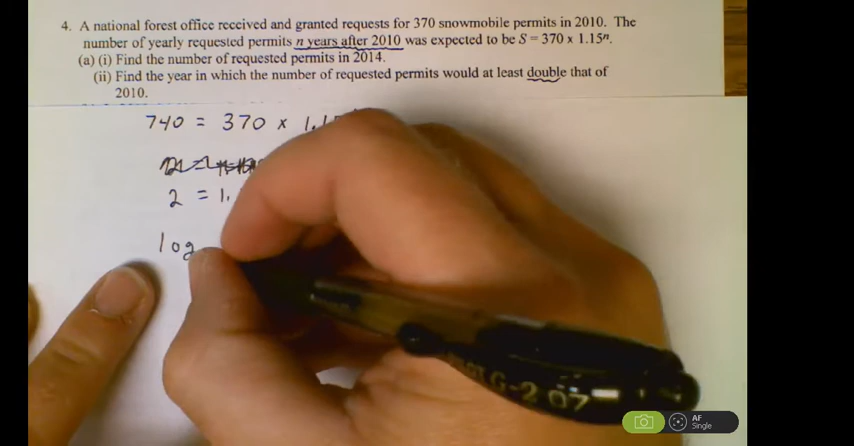 4. A national forest office received and granted requests for 370 snowmobile permits in 2010. The
number of yearly requested permits n years after 2010 was expected to be S = 370 x 1.15ⁿ.
(a) (i) Find the number of requested permits in 2014.
(ii) Find the year in which the number of requested permits would at least double that of
2010.
740 = 370 x 1.1
2 = 1.
log
G-2 07
AF
Single